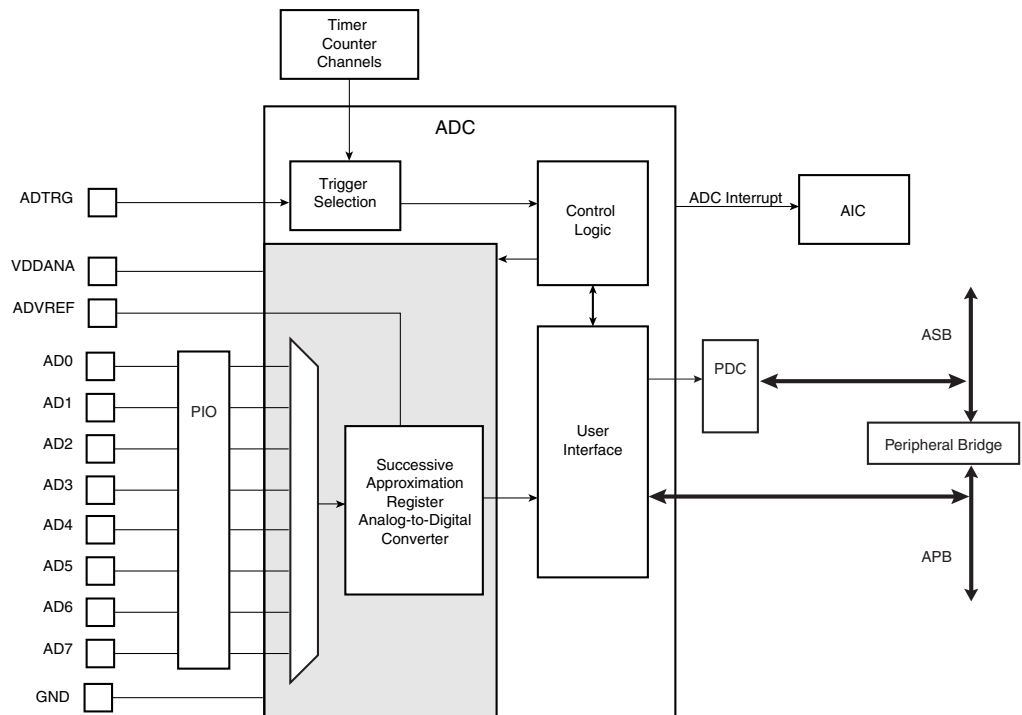 Timer
Counter
Channels
ADC
ADTRG
Trigger
Selection
Control
Logic
ADC Interrupt
AIC
VDDANA
ADVREF
AD0
AD1
AD2
AD3
AD4
AD5
AD6
AD7
GND
PIO
Successive
Approximation
Register
Analog-to-Digital
Converter
User
Interface
PDC
ASB
Peripheral Bridge
APB